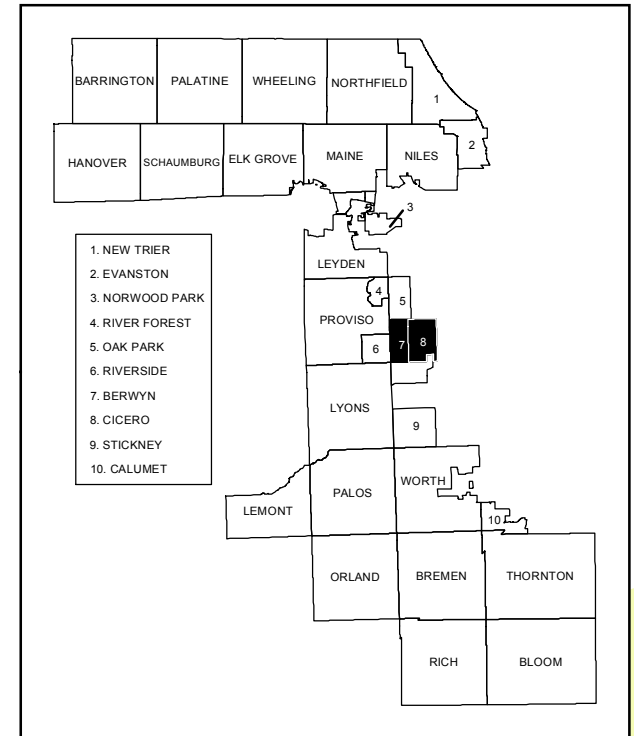 BARRINGTON
PALATINE
WHEELING
NORTHFIELD
1
HANOVER
SCHAUMBURG
ELK GROVE
MAINE
NILES
2
3
1. NEW TRIER
2. EVANSTON
3. NORWOOD PARK
4. RIVER FOREST
5. OAK PARK
6. RIVERSIDE
7. BERWYN
8. CICERO
9. STICKNEY
10. CALUMET
LEYDEN
4
5
PROVISO
6
7
8
LYONS
9
LEMONT
PALOS
WORTH
10
ORLAND
BREMEN
THORNTON
RICH
BLOOM